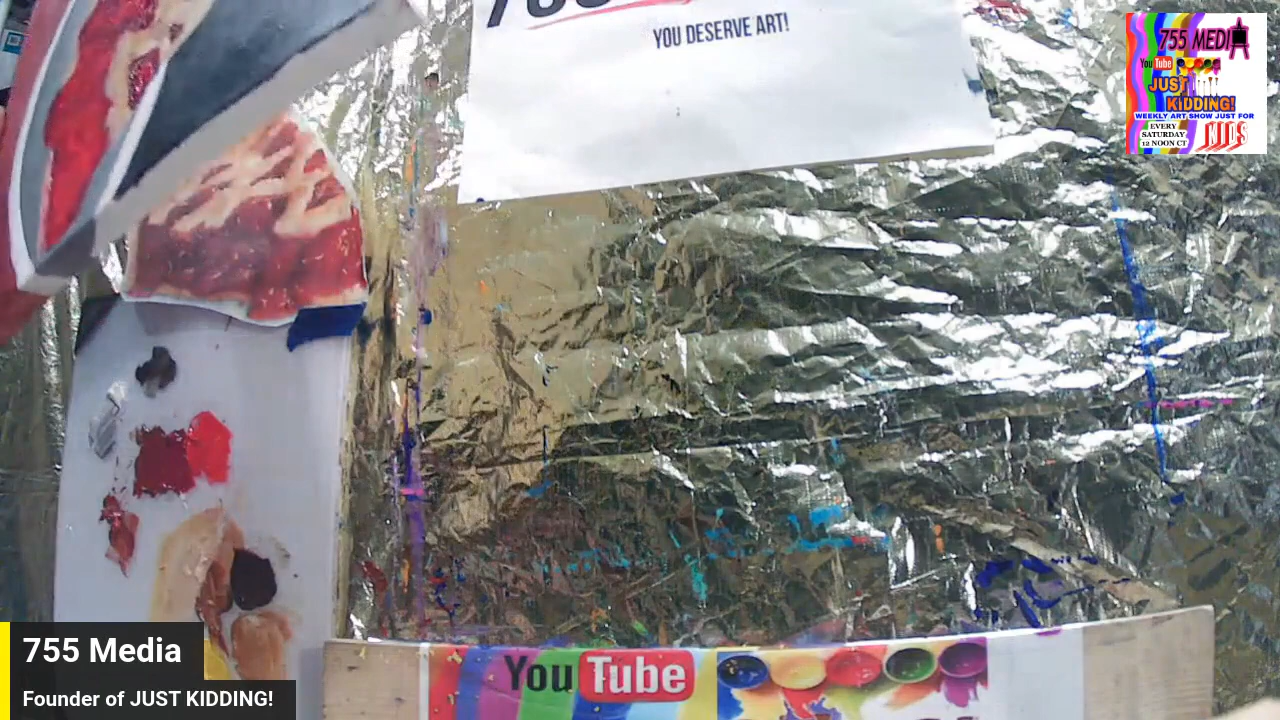 YOU DESERVE ART!
755 MEDIA
YouTube
JUST
KIDDING!
WEEKLY ART SHOW JUST FOR
EVERY
SATURDAY
12 NOON CT
KIDS
755 Media
Founder of JUST KIDDING!
YouTube